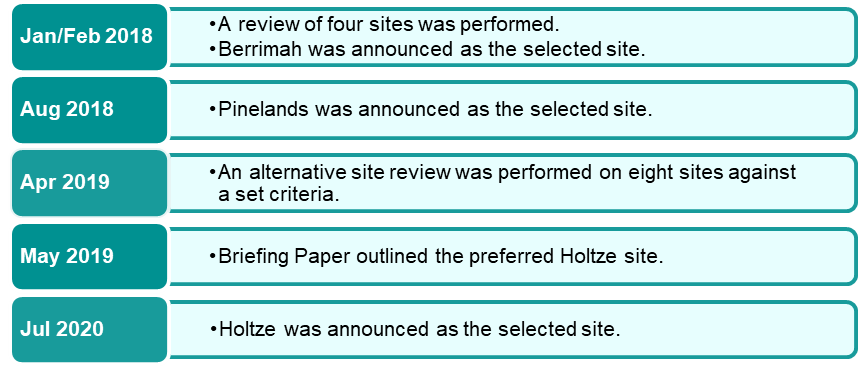 Jan/Feb 2018
•A review of four sites was performed.
•Berrimah was announced as the selected site.
Aug 2018
•Pinelands was announced as the selected site.
Apr 2019
•An alternative site review was performed on eight sites against
a set criteria.
May 2019
•Briefing Paper outlined the preferred Holtze site.
Jul 2020
•Holtze was announced as the selected site.